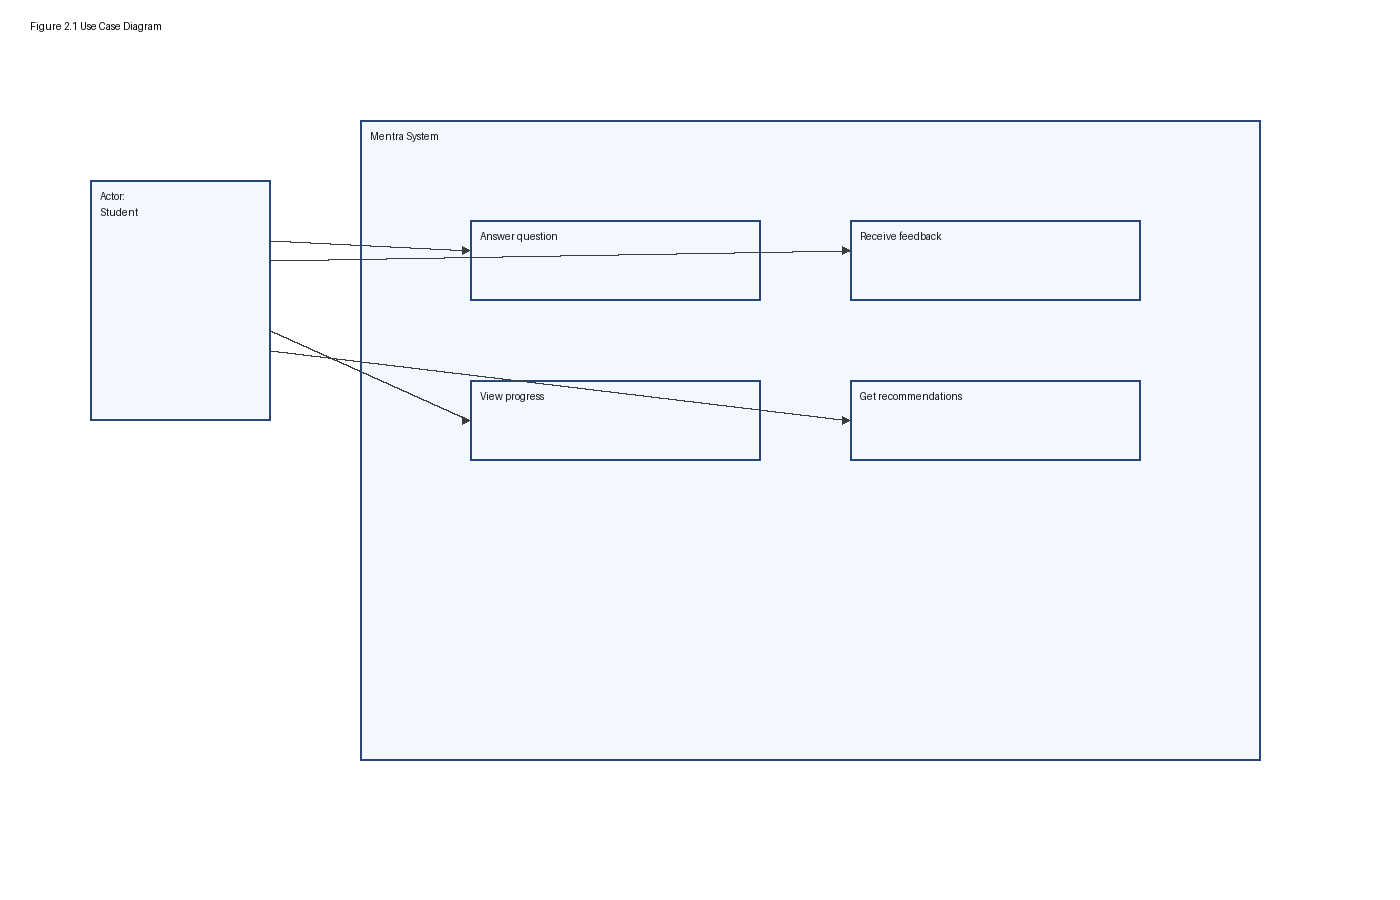 Figure 2.1 Use Case Diagram
Mentra System
Actor:
Student
Answer question
Receive feedback
View progress
Get recommendations